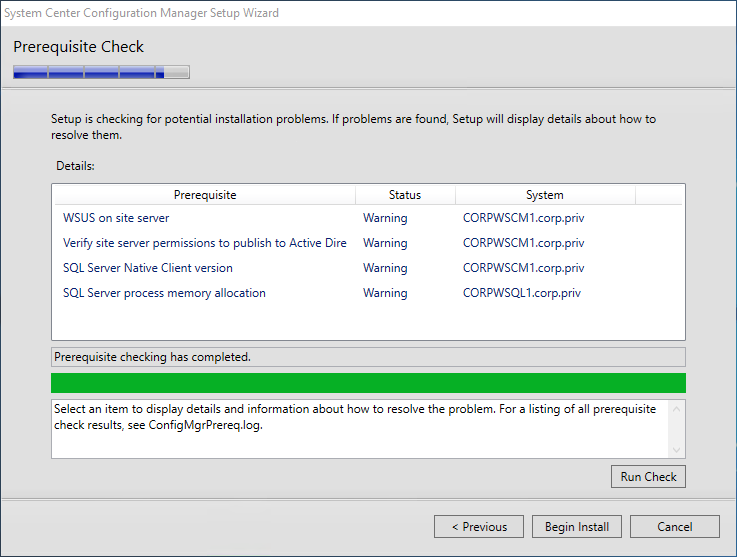 System Center Configuration Manager Setup Wizard
Prerequisite Check
Setup is checking for potential installation problems. If problems are found, Setup will display details about how to
resolve them.
Details:
Prerequisite Status System
WSUS on site server Warning CORPWSCM1.corp.priv
Verify site server permissions to publish to Active Dire Warning CORPWSCM1.corp.priv
SQL Server Native Client version Warning CORPWSCM1.corp.priv
SQL Server process memory allocation Warning CORPWSQL1.corp.priv
Prerequisite checking has completed.
Select an item to display details and information about how to resolve the problem. For a listing of all prerequisite
check results, see ConfigMgrPrereq.log.
Run Check
< Previous Begin Install Cancel